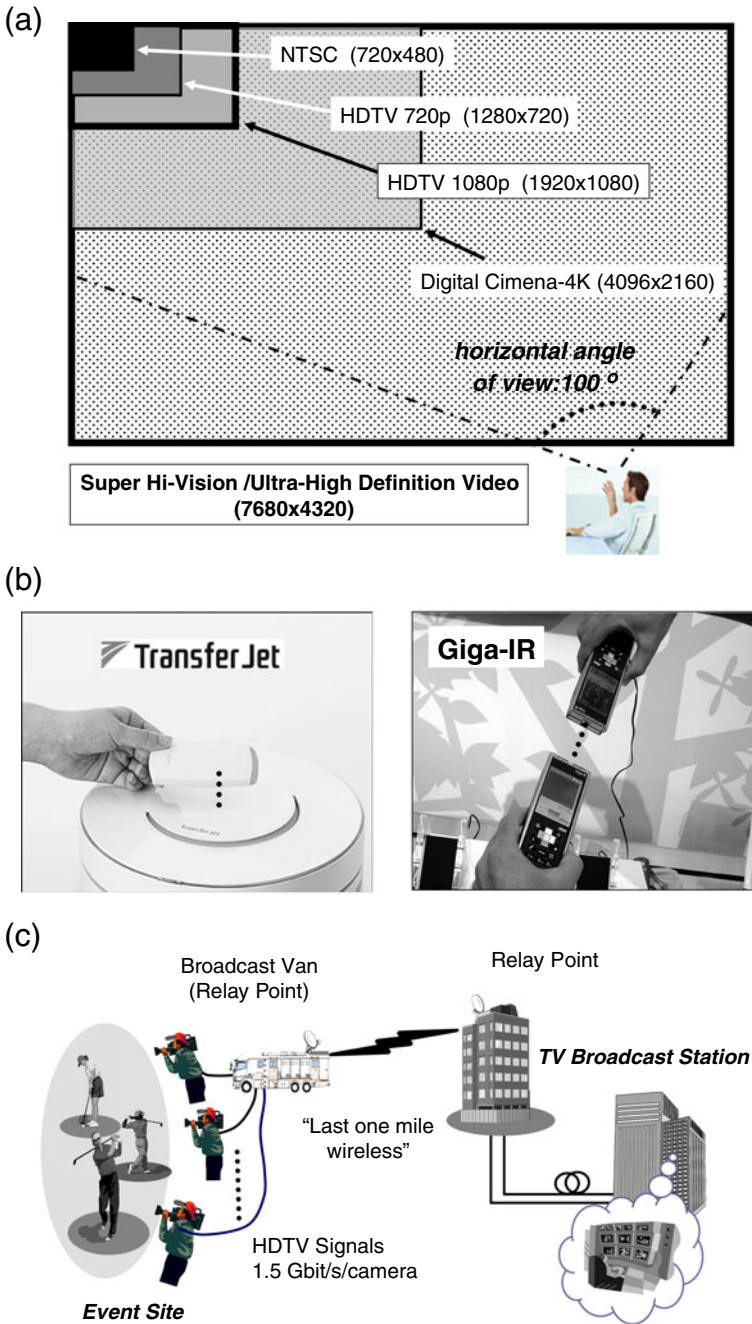 (a)
NTSC (720x480)
HDTV 720p (1280x720)
HDTV 1080p (1920x1080)
Digital Cimena-4K (4096x2160)
horizontal angle
of view:100 o
Super Hi-Vision /Ultra-High Definition Video
(7680x4320)
(b)
TransferJet
TransferJet
Giga-IR
(c)
Broadcast Van
(Relay Point)
Relay Point
TV Broadcast Station
"Last one mile
wireless"
HDTV Signals
1.5 Gbit/s/camera
Event Site